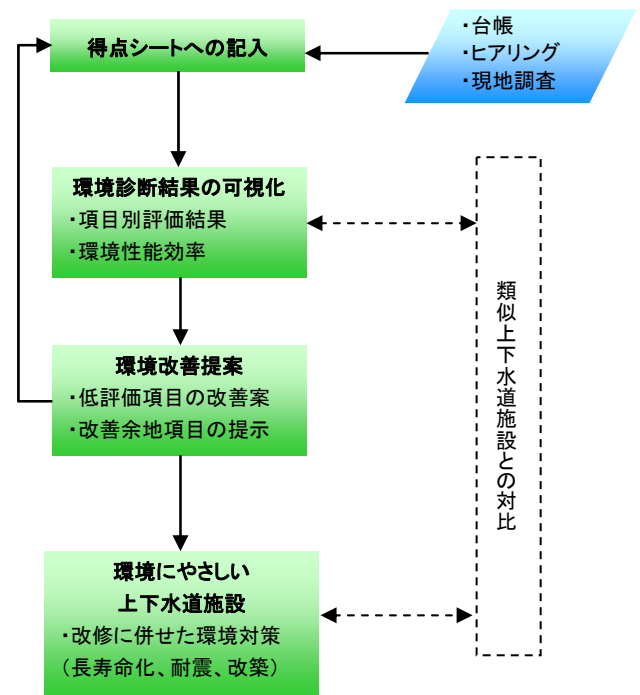 得点シートへの記入
・台帳
・ヒアリング
・現地調査
環境診断結果の可視化
・項目別評価結果
・環境性能効率
環境改善提案
・低評価項目の改善案
・改善余地項目の提示
環境にやさしい
上下水道施設
・改修に併せた環境対策
（長寿命化、耐震、改築）
類似上下水道施設との対比